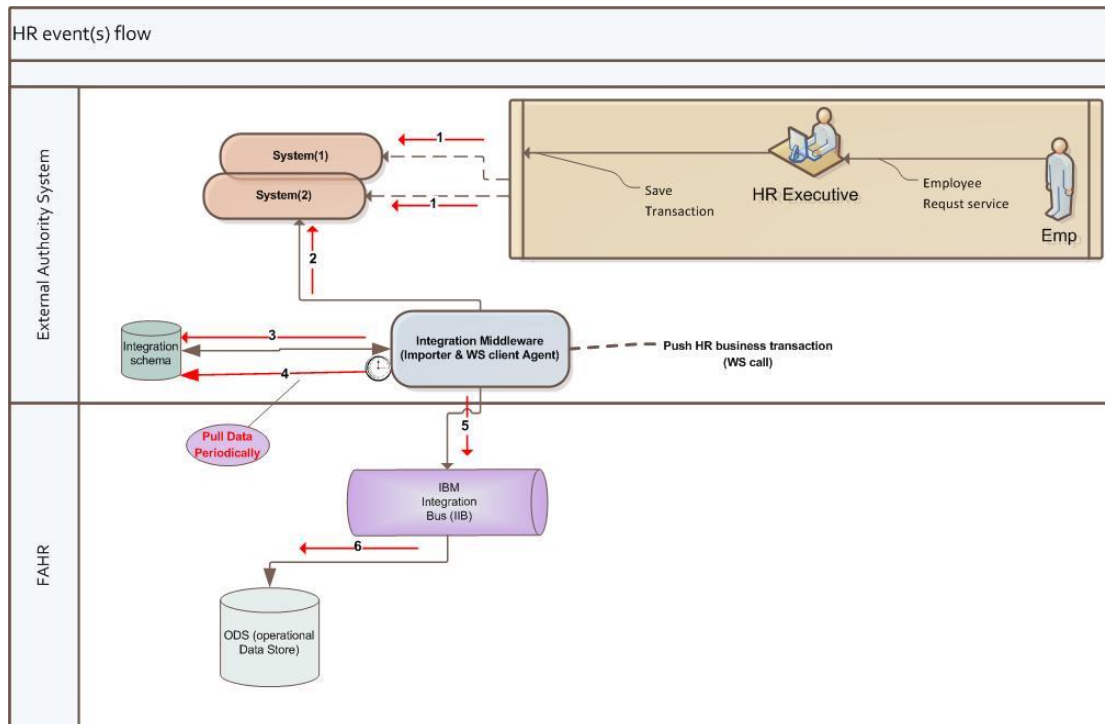 HR event(s) flow
External Authority System
System(1)
System(2)
1
1
2
Save
Transaction
HR Executive
Employee
Requst service
Emp
Integration
schema
3
4
Integration Middleware
(Importer & WS client Agent)
Push HR business transaction
(WS call)
FAHR
Pull Data
Periodically
5
IBM
Integration
Bus (IIB)
6
ODS (operational
Data Store)